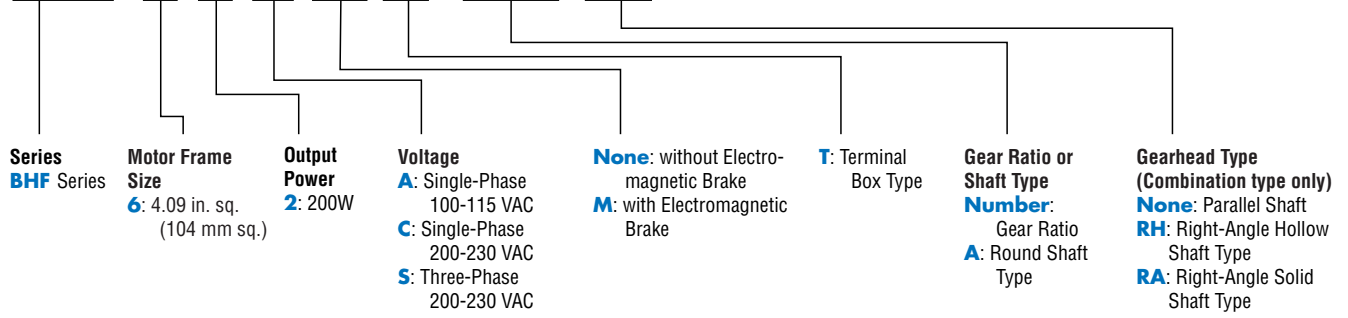 Series
BHF Series
Motor Frame
Size
6: 4.09 in. sq.
(104 mm sq.)
Output
Power
2: 200W
Voltage
A: Single-Phase
100-115 VAC
C: Single-Phase
200-230 VAC
S: Three-Phase
200-230 VAC
None: without Electro-
magnetic Brake
M: with Electromagnetic
Brake
T: Terminal
Box Type
Gear Ratio or
Shaft Type
Number:
Gear Ratio
A: Round Shaft
Type
Gearhead Type
(Combination type only)
None: Parallel Shaft
RH: Right-Angle Hollow
Shaft Type
RA: Right-Angle Solid
Shaft Type